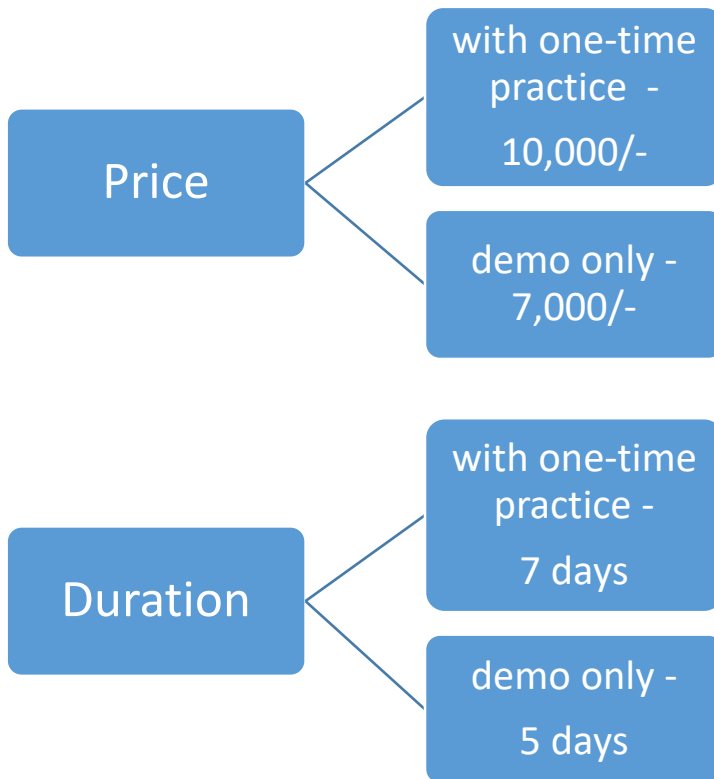 Price
with one-time
practice  -
10,000/-
demo only -
7,000/-
Duration
with one-time
practice -
7 days
demo only -
5 days